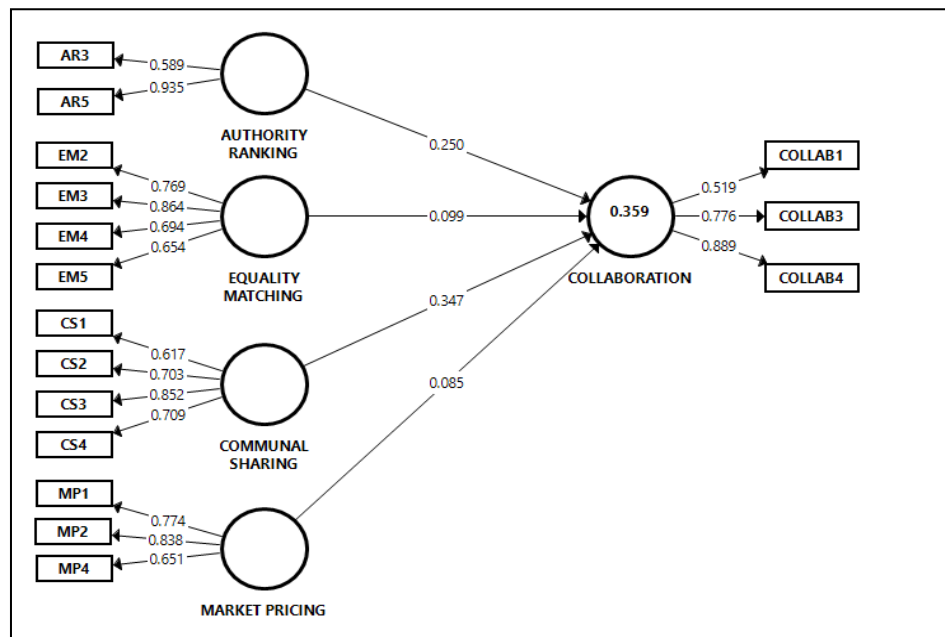 AR3
0.589
0.935
AR5
AUTHORITY
RANKING
0.250
EM2
0.769
EM3
0.864
EM4
0.694
0.654
EM5
EQUALITY
MATCHING
0.099
CS1
0.617
CS2
0.703
CS3
0.852
0.709
CS4
COMMUNAL
SHARING
0.347
MP1
0.774
MP2
0.838
0.651
MP4
MARKET PRICING
0.085
0.359
COLLABORATION
COLLAB1
0.519
0.776
COLLAB3
0.889
COLLAB4